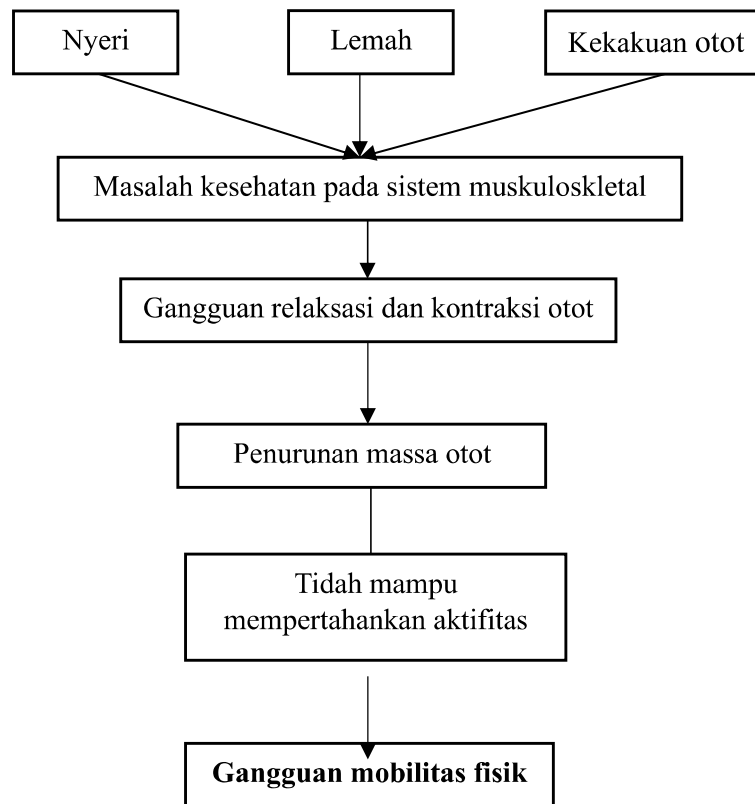 Nyeri
Lemah
Kekakuan otot
Masalah kesehatan pada sistem muskuloskletal
Gangguan relaksasi dan kontraksi otot
Penurunan massa otot
Tidah mampu
mempertahankan aktifitas
Gangguan mobilitas fisik